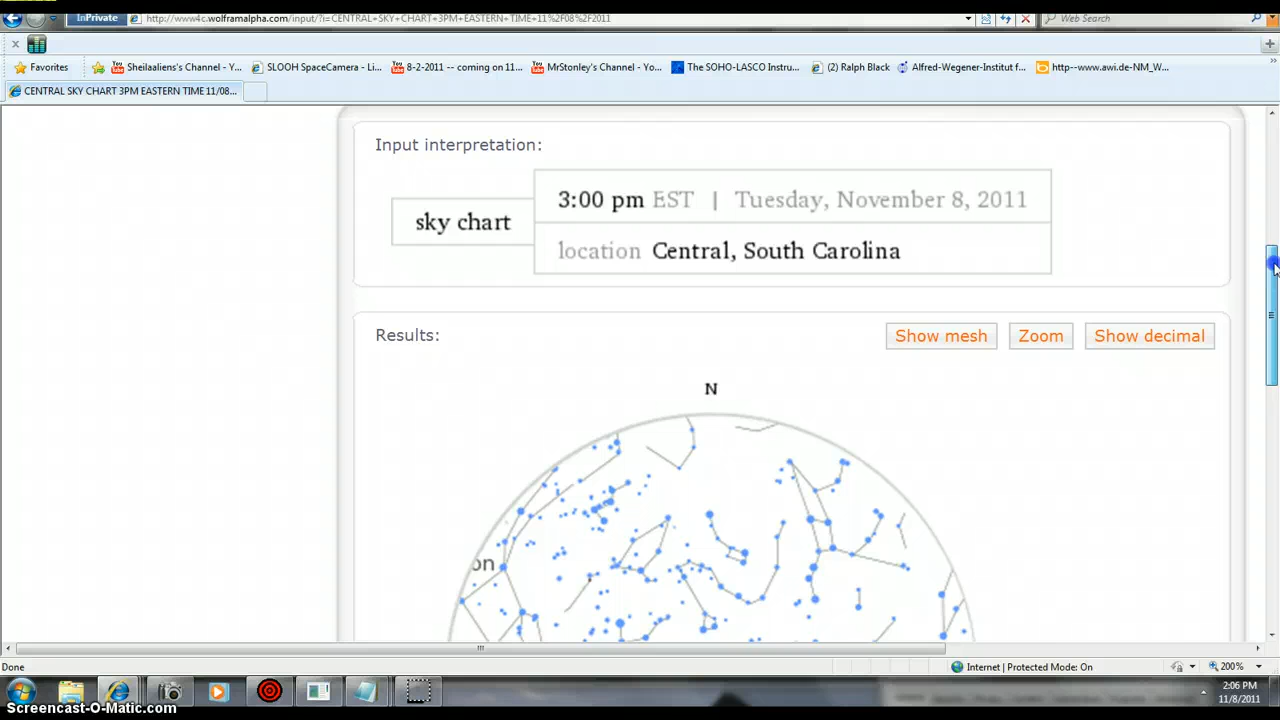 InPrivate http://www4c.wolframalpha.com/input/?i=CENTRAL+SKY+CHART+3PM+EASTERN+TIME+11%2f08%2f2011 Web Search
Favorites Sheilaaliens's Channel - Y... SLOOH SpaceCamera - Li... 8-2-2011 -- coming on 11... MrStonley's Channel - Yo... The SOHO-LASCO Instru... (2) Ralph Black Alfred-Wegener-Institut f... http--www.awi.de-NM_W...
CENTRAL SKY CHART 3PM EASTERN TIME 11/08...
Input interpretation:
sky chart
3:00 pm EST | Tuesday, November 8, 2011
location Central, South Carolina
Results: Show mesh Zoom Show decimal
N
on
Done Internet | Protected Mode: On 200%
2:06 PM
11/8/2011
Screencast-O-Matic.com